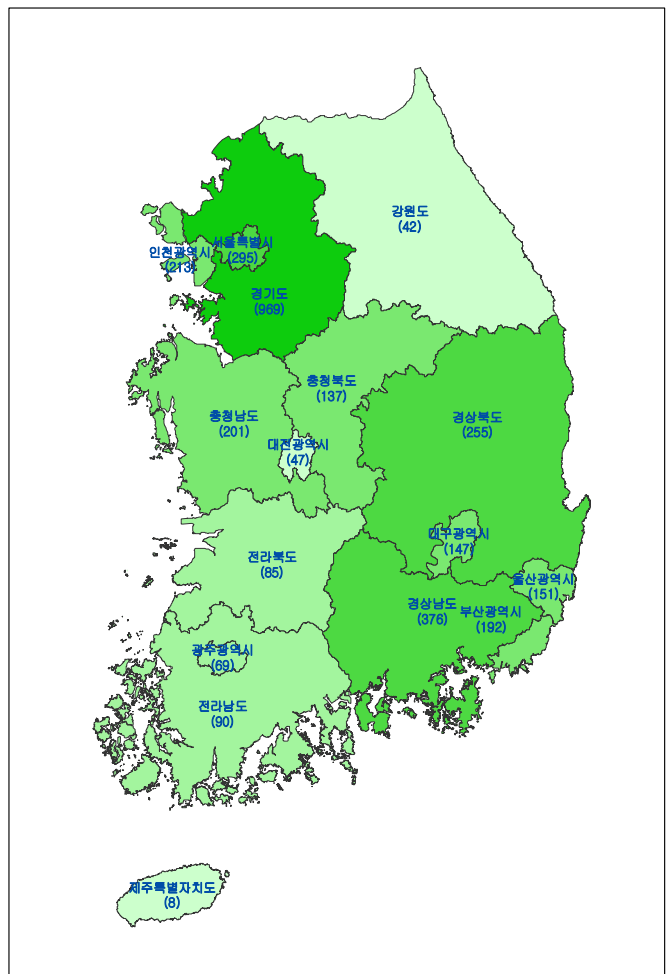 강원도
(42)
서울특별시
(295)
인천광역시
(213)
경기도
(969)
충청북도
(137)
충청남도
(201)
경상북도
(255)
대전광역시
(47)
대구광역시
(147)
전라북도
(85)
울산광역시
(151)
경상남도
(376)
부산광역시
(192)
광주광역시
(69)
전라남도
(90)
제주특별자치도
(8)